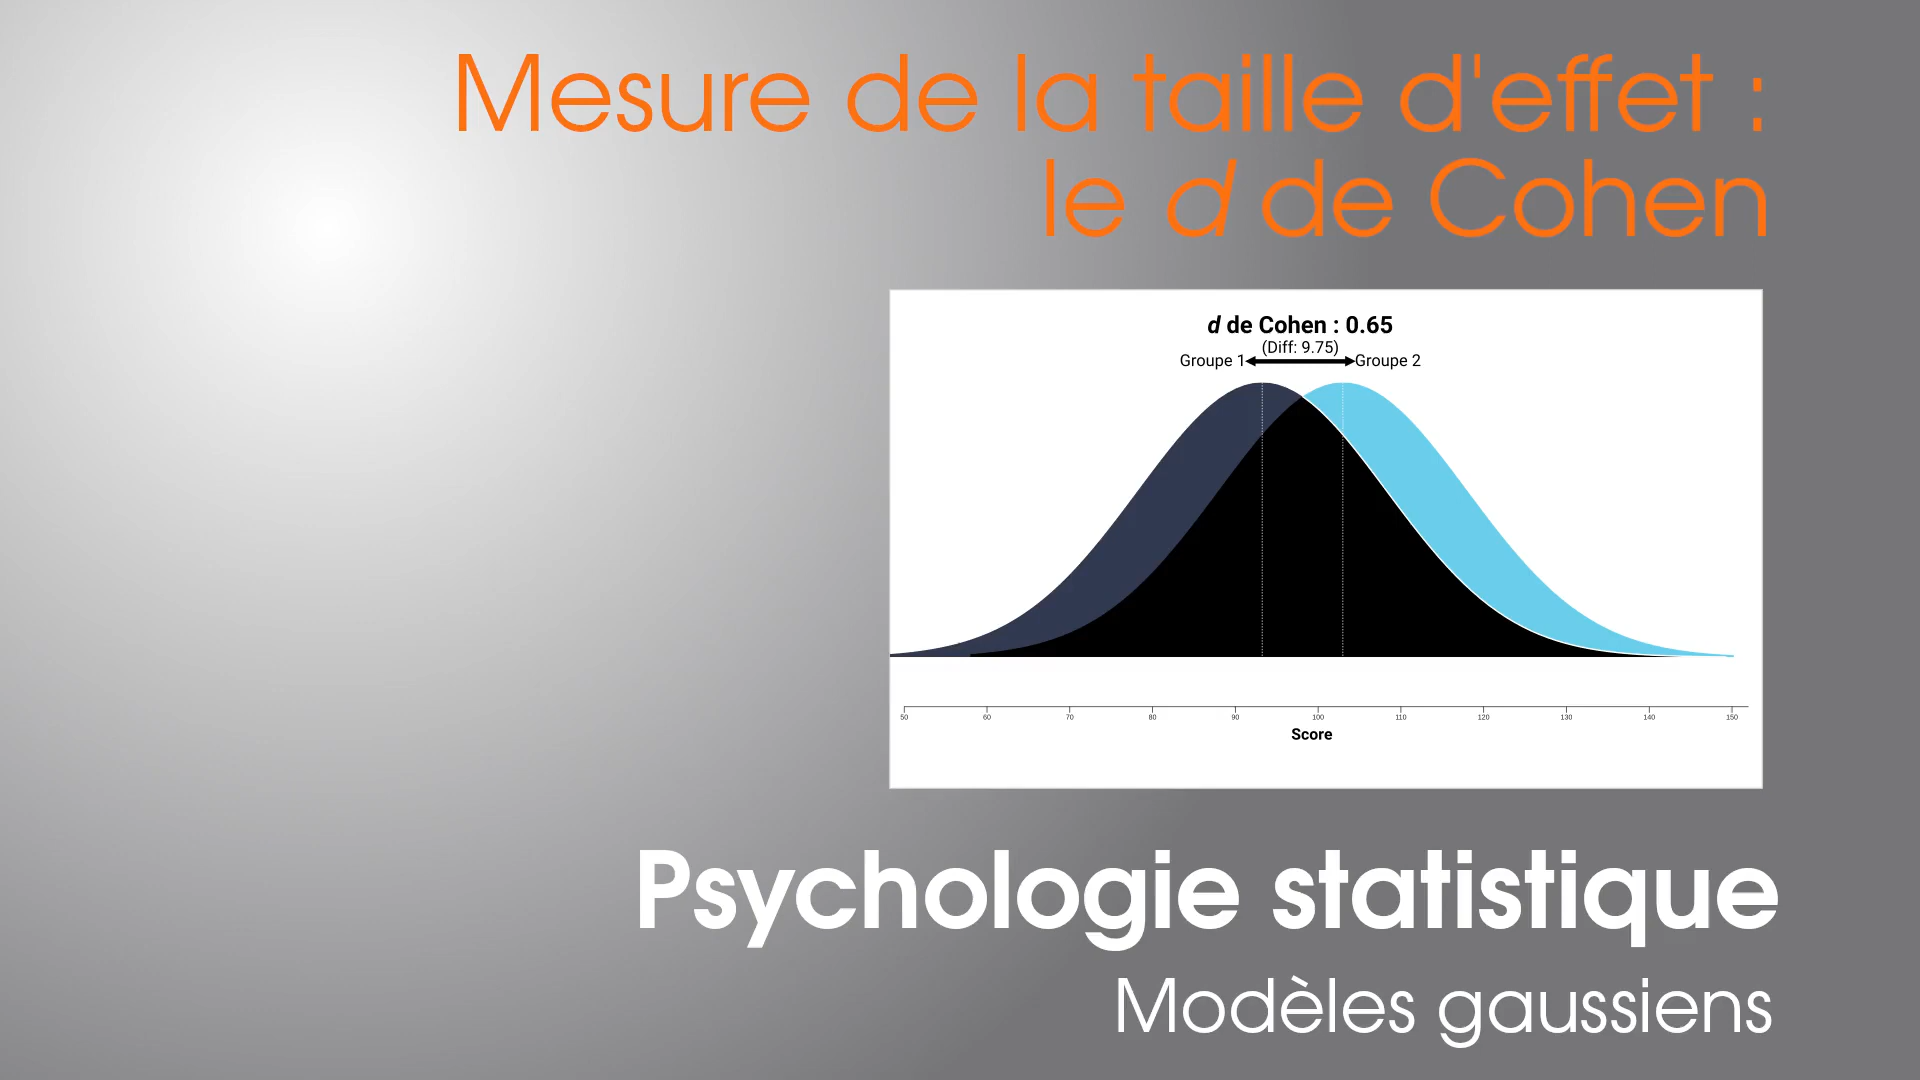 Mesure de la taille d'effet :
le d de Cohen
d de Cohen : 0.65
(Diff: 9.75)
Groupe 1 Groupe 2
50 60 70 80 90 100 110 120 130 140 150
Score
Psychologie statistique
Modèles gaussiens